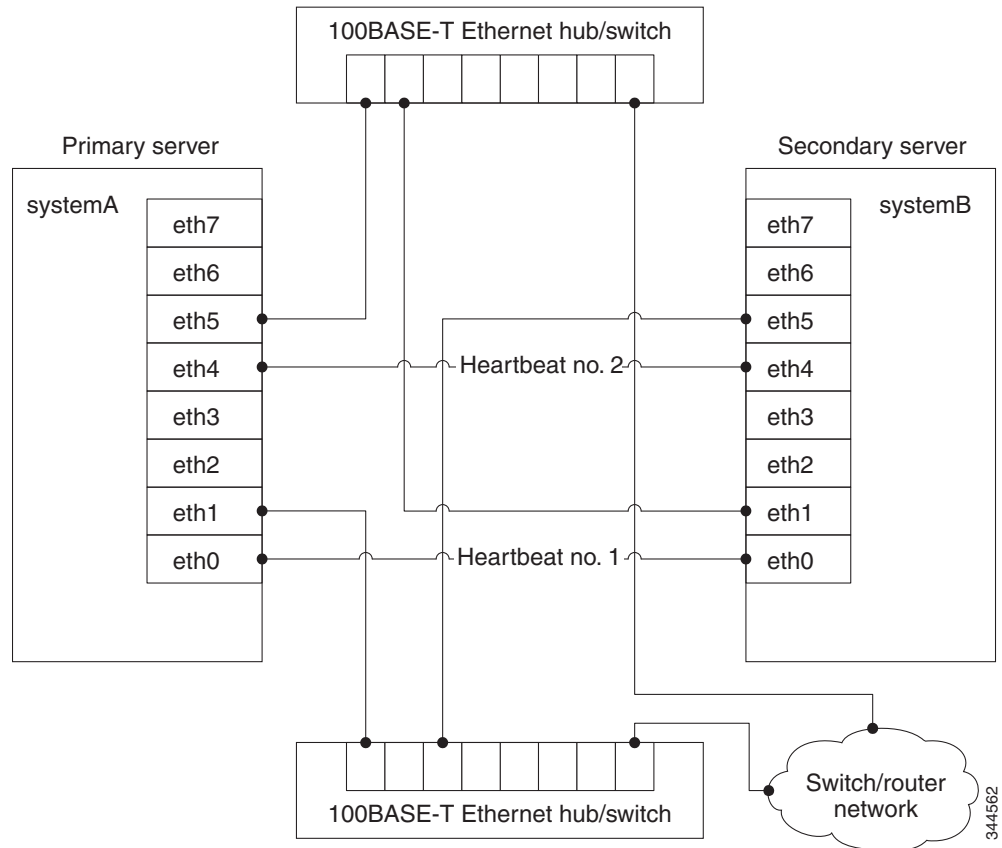 100BASE-T Ethernet hub/switch
Primary server
Secondary server
systemA
systemB
eth7
eth6
eth5
eth4
eth3
eth2
eth1
eth0
eth7
eth6
eth5
eth4
eth3
eth2
eth1
eth0
Heartbeat no. 2
Heartbeat no. 1
100BASE-T Ethernet hub/switch
Switch/router
network
344562